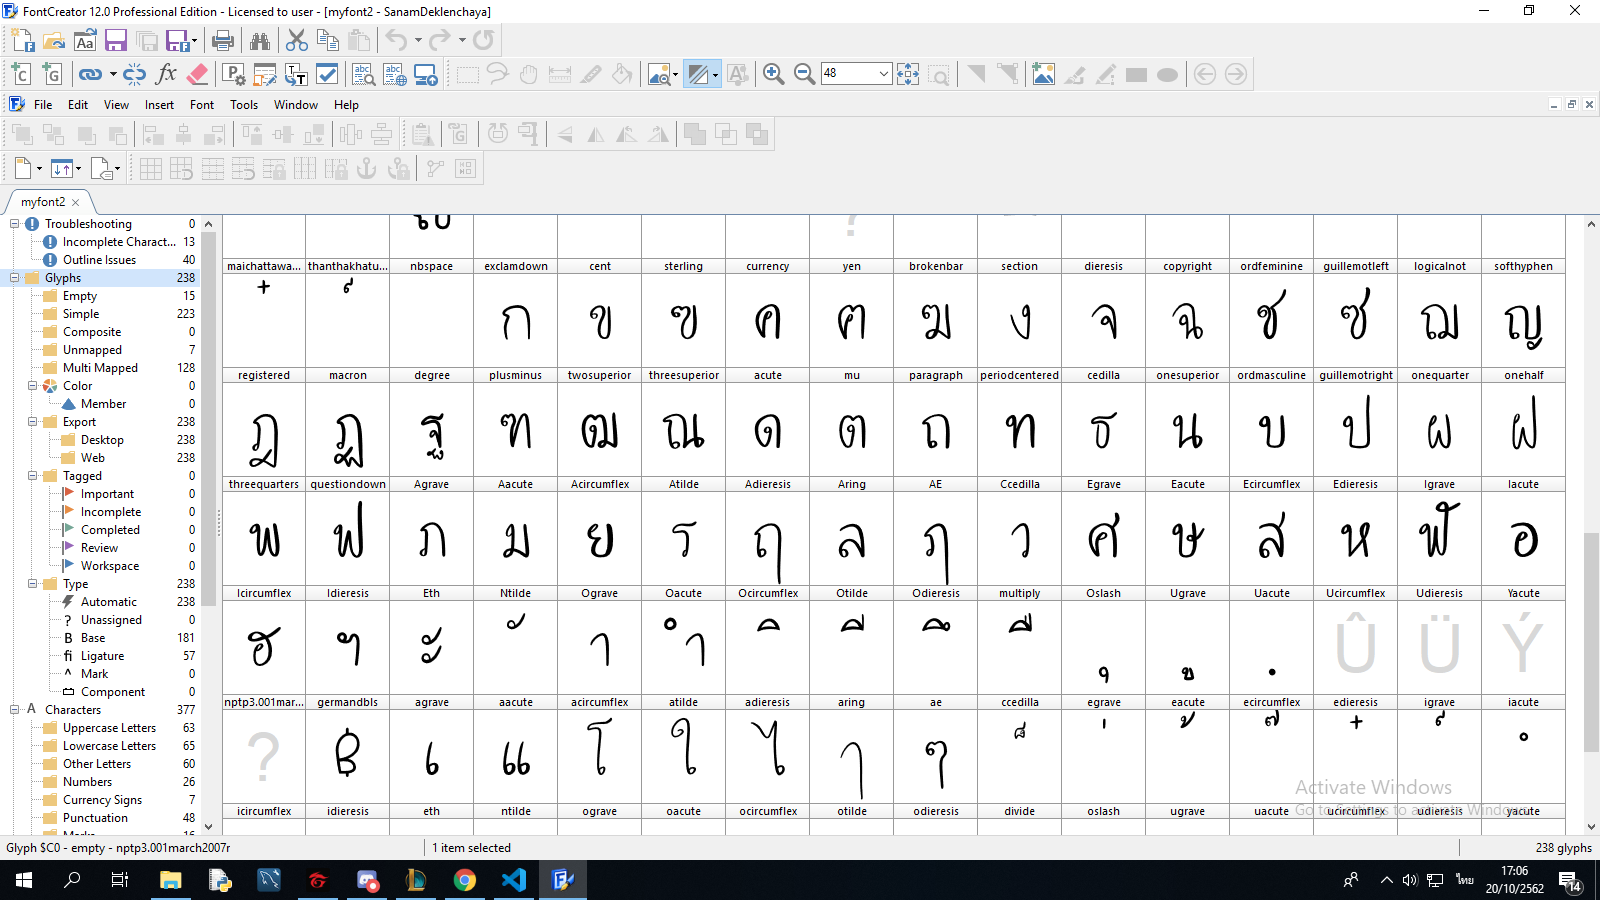 FontCreator 12.0 Professional Edition - Licensed to user - [myfont2 - SanamDeklenchaya]
48
File Edit View Insert Font Tools Window Help
myfont2
Troubleshooting 0
Incomplete Charact... 13
Outline Issues 40
Glyphs 238
Empty 15
Simple 223
Composite 0
Unmapped 7
Multi Mapped 128
Color 0
Member 0
Export 238
Desktop 238
Web 238
Tagged 0
Important 0
Incomplete 0
Completed 0
Review 0
Workspace 0
Type 238
Automatic 238
Unassigned 0
Base 181
Ligature 57
Mark 0
Component 0
Characters 377
Uppercase Letters 63
Lowercase Letters 65
Other Letters 60
Numbers 26
Currency Signs 7
Punctuation 48
Marks 16
?
maichattawa... thanthakhatu... nbspace exclamdown cent sterling currency yen brokenbar section dieresis copyright ordfeminine guillemotleft logicalnot softhyphen
ก ข ฃ ค ฅ ฆ ง จ ฉ ช ซ ฌ ญ
registered macron degree plusminus twosuperior threesuperior acute mu paragraph periodcentered cedilla onesuperior ordmasculine guillemotright onequarter onehalf
ฎ ฏ ฐ ฑ ฒ ณ ด ต ถ ท ธ น บ ป ผ ฝ
threequarters questiondown Agrave Aacute Acircumflex Atilde Adieresis Aring AE Ccedilla Egrave Eacute Ecircumflex Edieresis Igrave Iacute
พ ฟ ภ ม ย ร ฤ ล ฦ ว ศ ษ ส ห ฬ อ
Icircumflex Idieresis Eth Ntilde Ograve Oacute Ocircumflex Otilde Odieresis multiply Oslash Ugrave Uacute Ucircumflex Udieresis Yacute
ฮ ฯ ะ ั า ำ ิ ี ึ ื ุ ู ฺ Û Ü Ý
nptp3.001mar... germandbls agrave aacute acircumflex atilde adieresis aring ae ccedilla egrave eacute ecircumflex edieresis igrave iacute
? ฿ เ แ โ ใ ไ ๅ ๆ ็ ่ ้ ๊ ๋ ์ ํ
icircumflex idieresis eth ntilde ograve oacute ocircumflex otilde odieresis divide oslash ugrave uacute ucircumflex udieresis yacute
Activate Windows
Go to Settings to activate Windows.
Glyph $C0 - empty - nptp3.001march2007r 1 item selected 238 glyphs
ไทย
17:06
20/10/2562
14